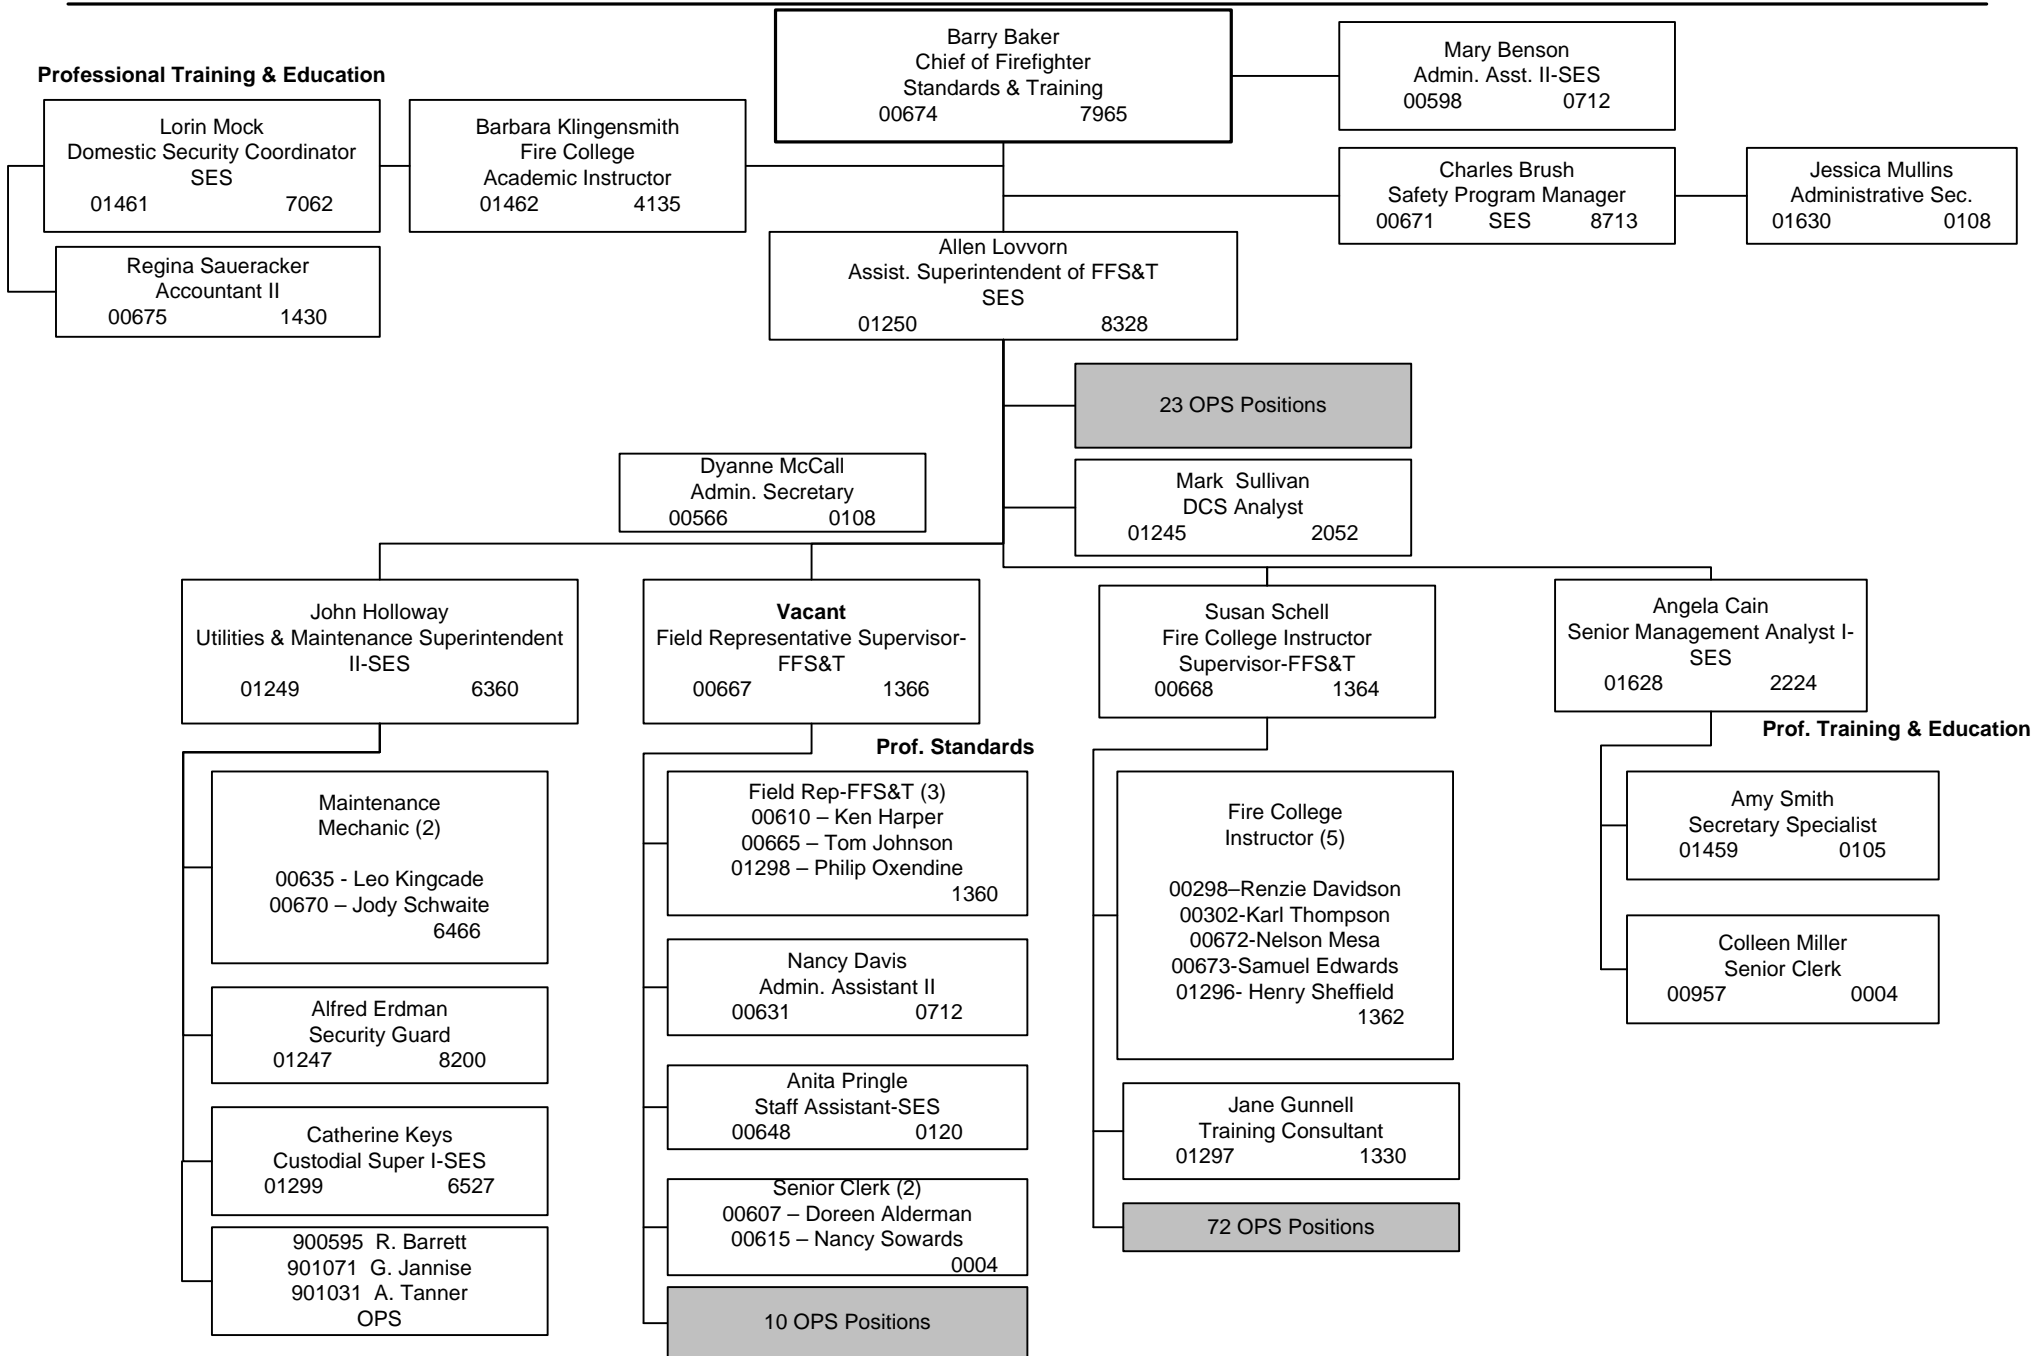 Barry Baker
Chief of Firefighter
Standards & Training
00674 7965
Mary Benson
Admin. Asst. II-SES
00598 0712
Professional Training & Education
Lorin Mock
Domestic Security Coordinator
SES
01461 7062
Barbara Klingensmith
Fire College
Academic Instructor
01462 4135
Charles Brush
Safety Program Manager
00671 SES 8713
Jessica Mullins
Administrative Sec.
01630 0108
Regina Saueracker
Accountant II
00675 1430
Allen Lovvorn
Assist. Superintendent of FFS&T
SES
01250 8328
23 OPS Positions
Dyanne McCall
Admin. Secretary
00566 0108
Mark  Sullivan
DCS Analyst
01245 2052
John Holloway
Utilities & Maintenance Superintendent
II-SES
01249 6360
Vacant
Field Representative Supervisor-
FFS&T
00667 1366
Susan Schell
Fire College Instructor
Supervisor-FFS&T
00668 1364
Angela Cain
Senior Management Analyst I-
SES
01628 2224
Maintenance
Mechanic (2)
00635 - Leo Kingcade
00670 – Jody Schwaite
6466
Alfred Erdman
Security Guard
01247 8200
Catherine Keys
Custodial Super I-SES
01299 6527
900595  R. Barrett
901071  G. Jannise
901031  A. Tanner
OPS
Prof. Standards
Field Rep-FFS&T (3)
00610 – Ken Harper
00665 – Tom Johnson
01298 – Philip Oxendine
1360
Nancy Davis
Admin. Assistant II
00631 0712
Anita Pringle
Staff Assistant-SES
00648 0120
Senior Clerk (2)
00607 – Doreen Alderman
00615 – Nancy Sowards
0004
10 OPS Positions
Fire College
Instructor (5)
00298–Renzie Davidson
00302-Karl Thompson
00672-Nelson Mesa
00673-Samuel Edwards
01296- Henry Sheffield
1362
Jane Gunnell
Training Consultant
01297 1330
72 OPS Positions
Prof. Training & Education
Amy Smith
Secretary Specialist
01459 0105
Colleen Miller
Senior Clerk
00957 0004